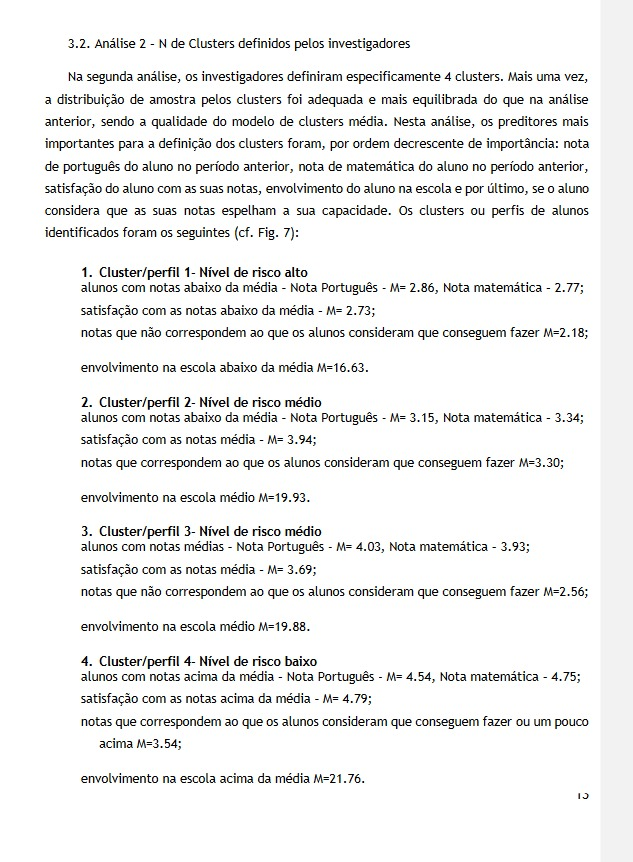 3.2. Análise 2 - N de Clusters definidos pelos investigadores
Na segunda análise, os investigadores definiram especificamente 4 clusters. Mais uma vez,
a distribuição de amostra pelos clusters foi adequada e mais equilibrada do que na análise
anterior, sendo a qualidade do modelo de clusters média. Nesta análise, os preditores mais
importantes para a definição dos clusters foram, por ordem decrescente de importância: nota
de português do aluno no período anterior, nota de matemática do aluno no período anterior,
satisfação do aluno com as suas notas, envolvimento do aluno na escola e por último, se o aluno
considera que as suas notas espelham a sua capacidade. Os clusters ou perfis de alunos
identificados foram os seguintes (cf. Fig. 7):
1. Cluster/perfil 1- Nível de risco alto
alunos com notas abaixo da média - Nota Português - M= 2.86, Nota matemática - 2.77;
satisfação com as notas abaixo da média - M= 2.73;
notas que não correspondem ao que os alunos consideram que conseguem fazer M=2.18;
envolvimento na escola abaixo da média M=16.63.
2. Cluster/perfil 2- Nível de risco médio
alunos com notas abaixo da média - Nota Português - M= 3.15, Nota matemática - 3.34;
satisfação com as notas média - M= 3.94;
notas que correspondem ao que os alunos consideram que conseguem fazer M=3.30;
envolvimento na escola médio M=19.93.
3. Cluster/perfil 3- Nível de risco médio
alunos com notas médias - Nota Português - M= 4.03, Nota matemática - 3.93;
satisfação com as notas média - M= 3.69;
notas que não correspondem ao que os alunos consideram que conseguem fazer M=2.56;
envolvimento na escola médio M=19.88.
4. Cluster/perfil 4- Nível de risco baixo
alunos com notas acima da média - Nota Português - M= 4.54, Nota matemática - 4.75;
satisfação com as notas acima da média - M= 4.79;
notas que correspondem ao que os alunos consideram que conseguem fazer ou um pouco
acima M=3.54;
envolvimento na escola acima da média M=21.76.